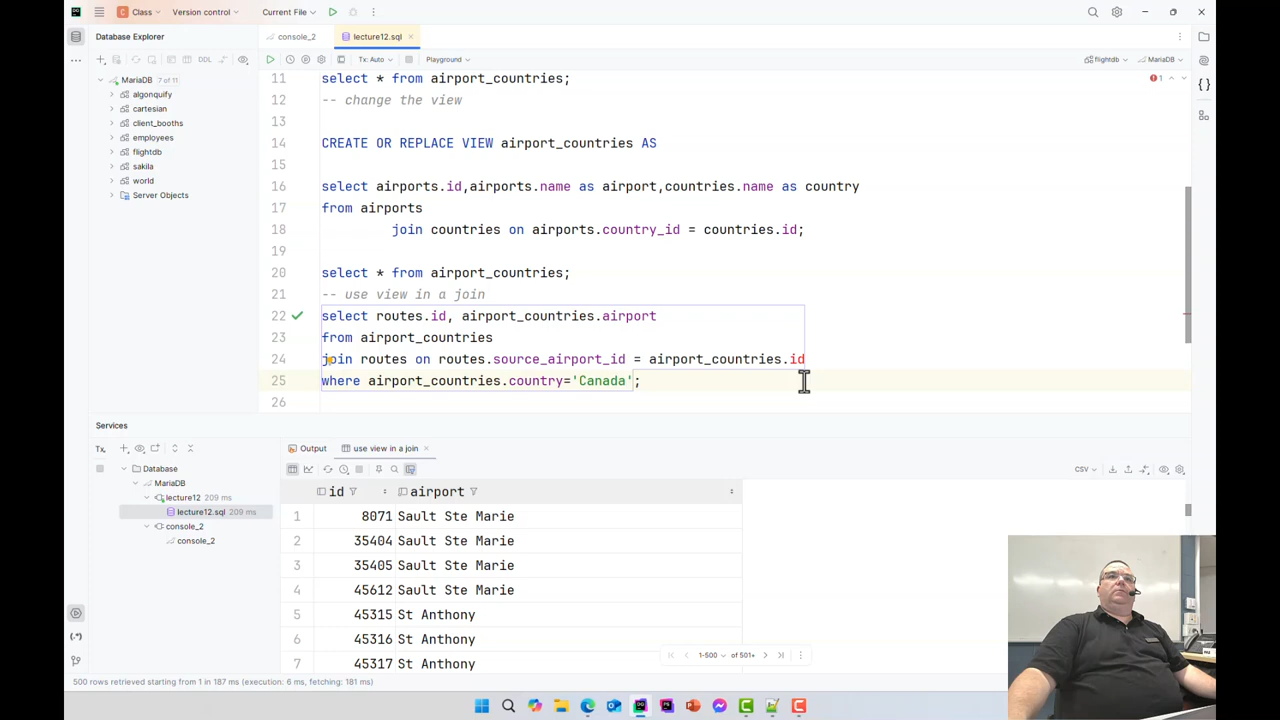 Class
Version control
Current File
Database Explorer
console_2
lecture12.sql
DDL
Tx: Auto
Playground
flightdb
MariaDB
MariaDB 7 of 11
algonquify
cartesian
client_booths
employees
flightdb
sakila
world
Server Objects
1
11 select * from airport_countries;
12 -- change the view
13
14 CREATE OR REPLACE VIEW airport_countries AS
15
16 select airports.id,airports.name as airport,countries.name as country
17 from airports
18 join countries on airports.country_id = countries.id;
19
20 select * from airport_countries;
21 -- use view in a join
22 select routes.id, airport_countries.airport
23 from airport_countries
24 join routes on routes.source_airport_id = airport_countries.id
25 where airport_countries.country='Canada';
26
Services
Tx
Output
use view in a join
Database
MariaDB
lecture12 209 ms
lecture12.sql 209 ms
console_2
console_2
CSV
id airport
1 8071 Sault Ste Marie
2 35404 Sault Ste Marie
3 35405 Sault Ste Marie
4 45612 Sault Ste Marie
5 45315 St Anthony
6 45316 St Anthony
7 45317 St Anthony
1-500 of 501+
500 rows retrieved starting from 1 in 187 ms (execution: 6 ms, fetching: 181 ms)